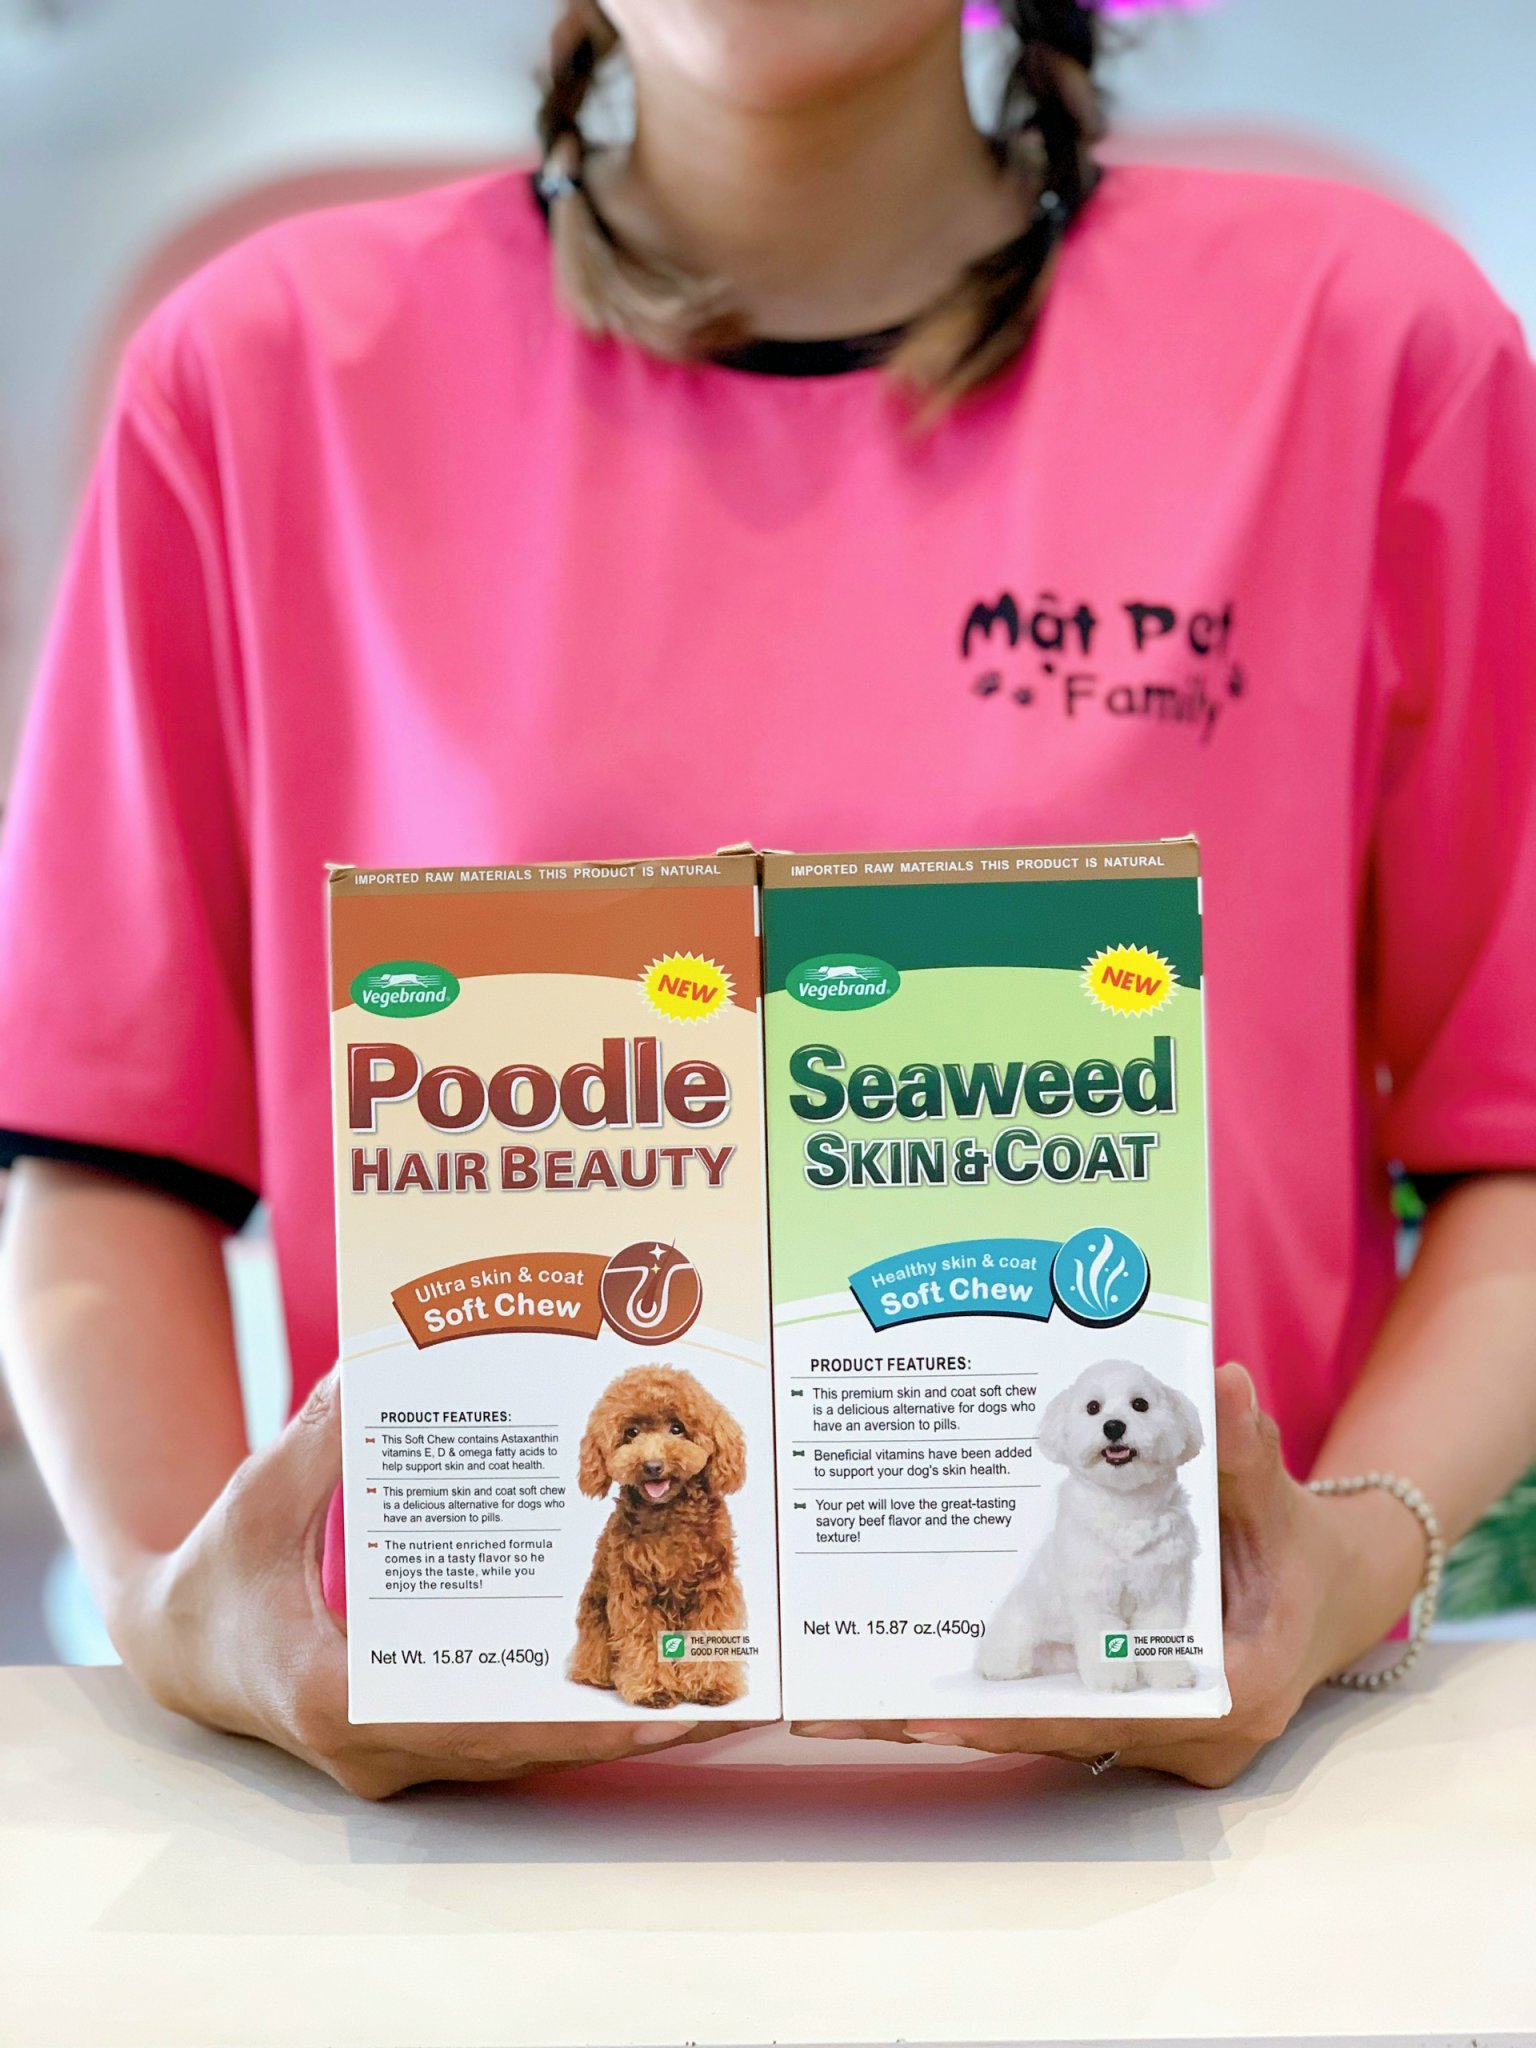 Mật Pet
Family
IMPORTED RAW MATERIALS THIS PRODUCT IS NATURAL
Vegebrand
NEW
Poodle
HAIR BEAUTY
Ultra skin & coat
Soft Chew
PRODUCT FEATURES:
This Soft Chew contains Astaxanthin
vitamins E, D & omega fatty acids to
help support skin and coat health.
This premium skin and coat soft chew
is a delicious alternative for dogs who
have an aversion to pills.
The nutrient enriched formula
comes in a tasty flavor so he
enjoys the taste, while you
enjoy the results!
Net Wt. 15.87 oz.(450g)
THE PRODUCT IS
GOOD FOR HEALTH
IMPORTED RAW MATERIALS THIS PRODUCT IS NATURAL
Vegebrand
NEW
Seaweed
SKIN & COAT
Healthy skin & coat
Soft Chew
PRODUCT FEATURES:
This premium skin and coat soft chew
is a delicious alternative for dogs who
have an aversion to pills.
Beneficial vitamins have been added
to support your dog's skin health.
Your pet will love the great-tasting
savory beef flavor and the chewy
texture!
Net Wt. 15.87 oz.(450g)
THE PRODUCT IS
GOOD FOR HEALTH